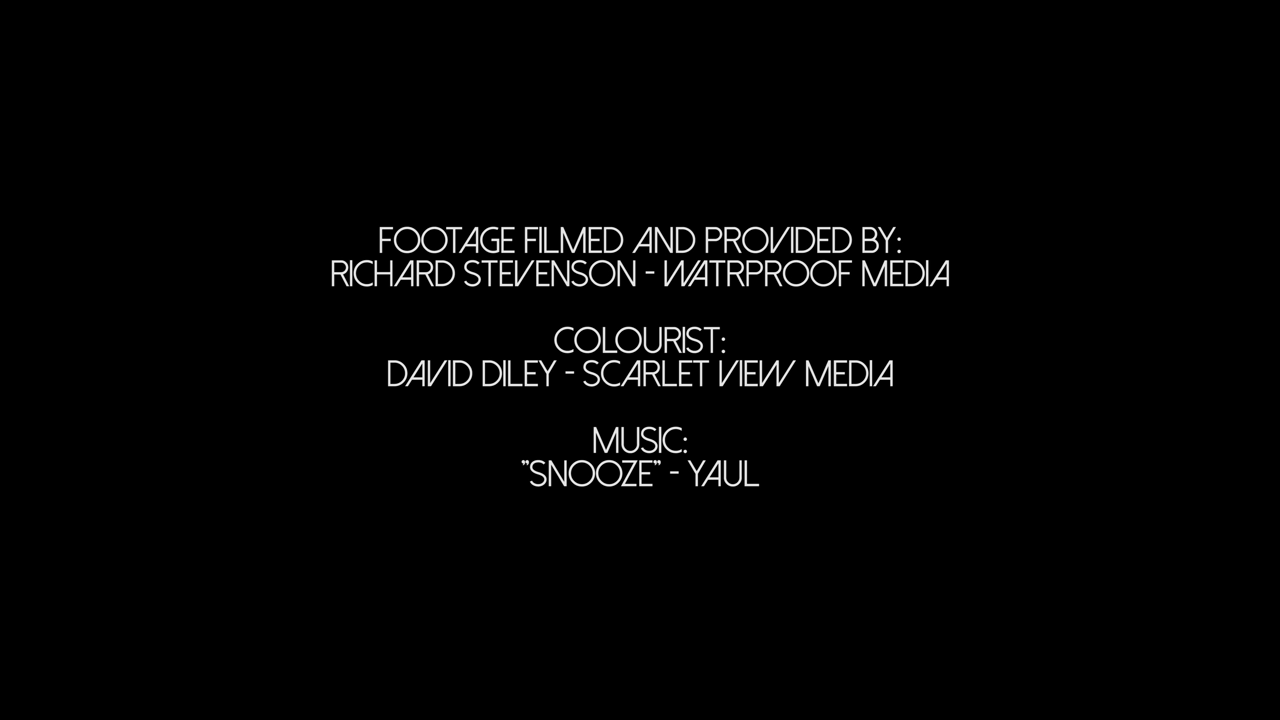 FOOTAGE FILMED AND PROVIDED BY:
RICHARD STEVENSON - WATRPROOF MEDIA
COLOURIST:
DAVID DILEY - SCARLET VIEW MEDIA
MUSIC:
"SNOOZE" - YAUL